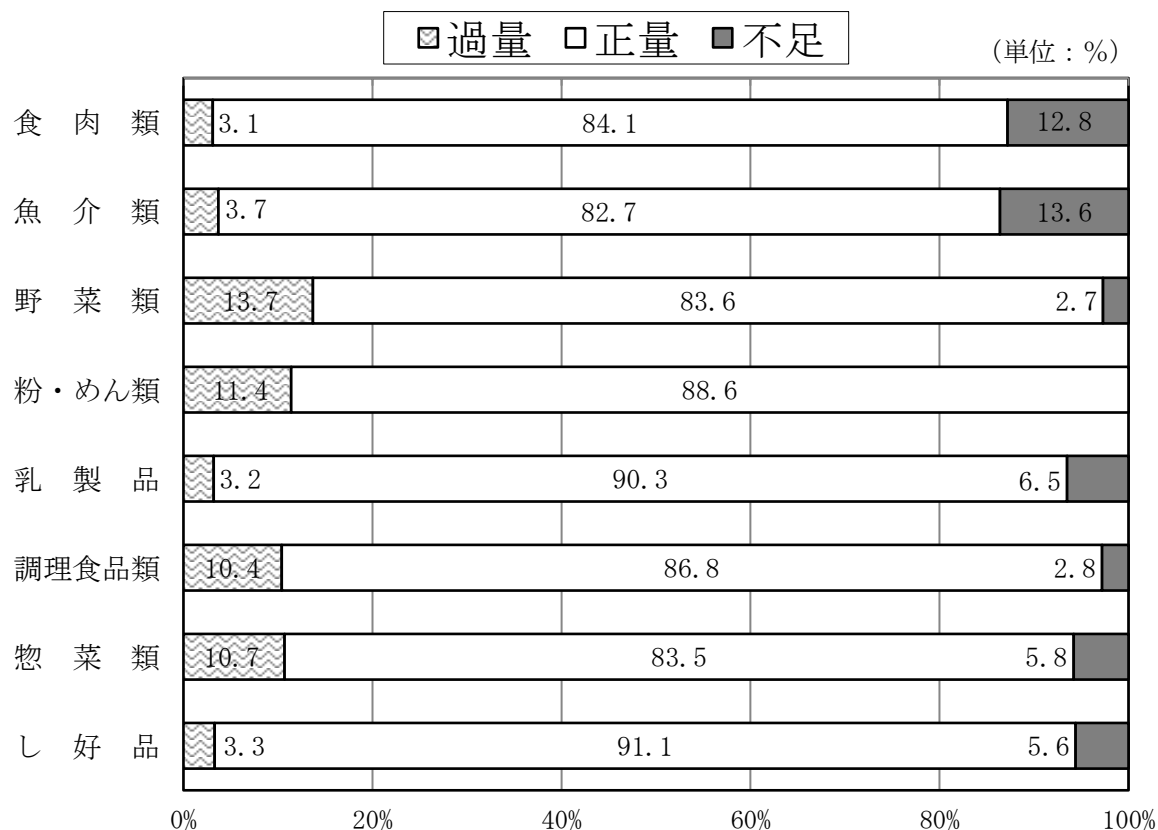 過量 正量 不足
(単位：%)
食肉類 3.1 84.1 12.8
魚介類 3.7 82.7 13.6
野菜類 13.7 83.6 2.7
粉・めん類 11.4 88.6
乳製品 3.2 90.3 6.5
調理食品類 10.4 86.8 2.8
惣菜類 10.7 83.5 5.8
し好品 3.3 91.1 5.6
0% 20% 40% 60% 80% 100%